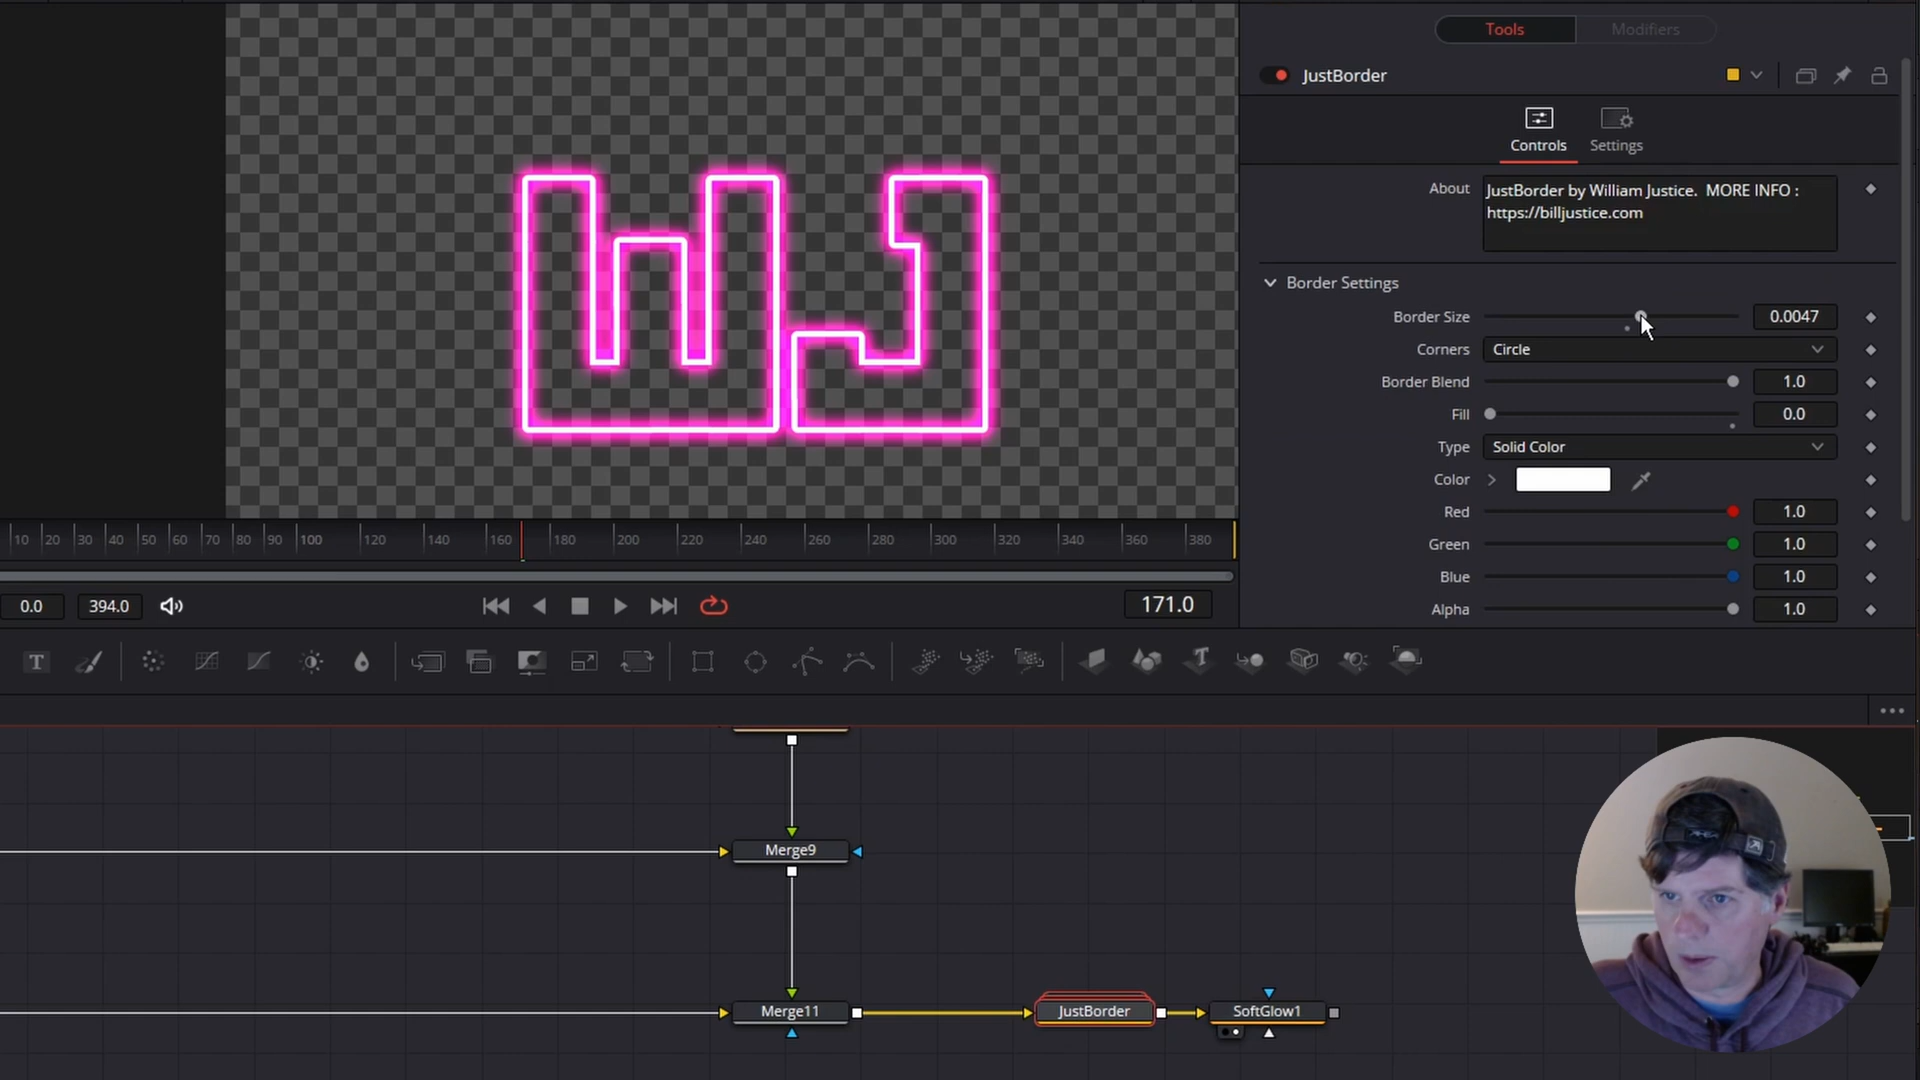 Tools
Modifiers
JustBorder
Controls
Settings
About
JustBorder by William Justice.  MORE INFO :
https://billjustice.com
Border Settings
Border Size
0.0047
Corners
Circle
Border Blend
1.0
Fill
0.0
Type
Solid Color
Color
Red
1.0
Green
1.0
Blue
1.0
Alpha
1.0
WJ
10 20 30 40 50 60 70 80 90 100 120 140 160 180 200 220 240 260 280 300 320 340 360 380
0.0
394.0
171.0
T
T
Merge9
Merge11
JustBorder
SoftGlow1